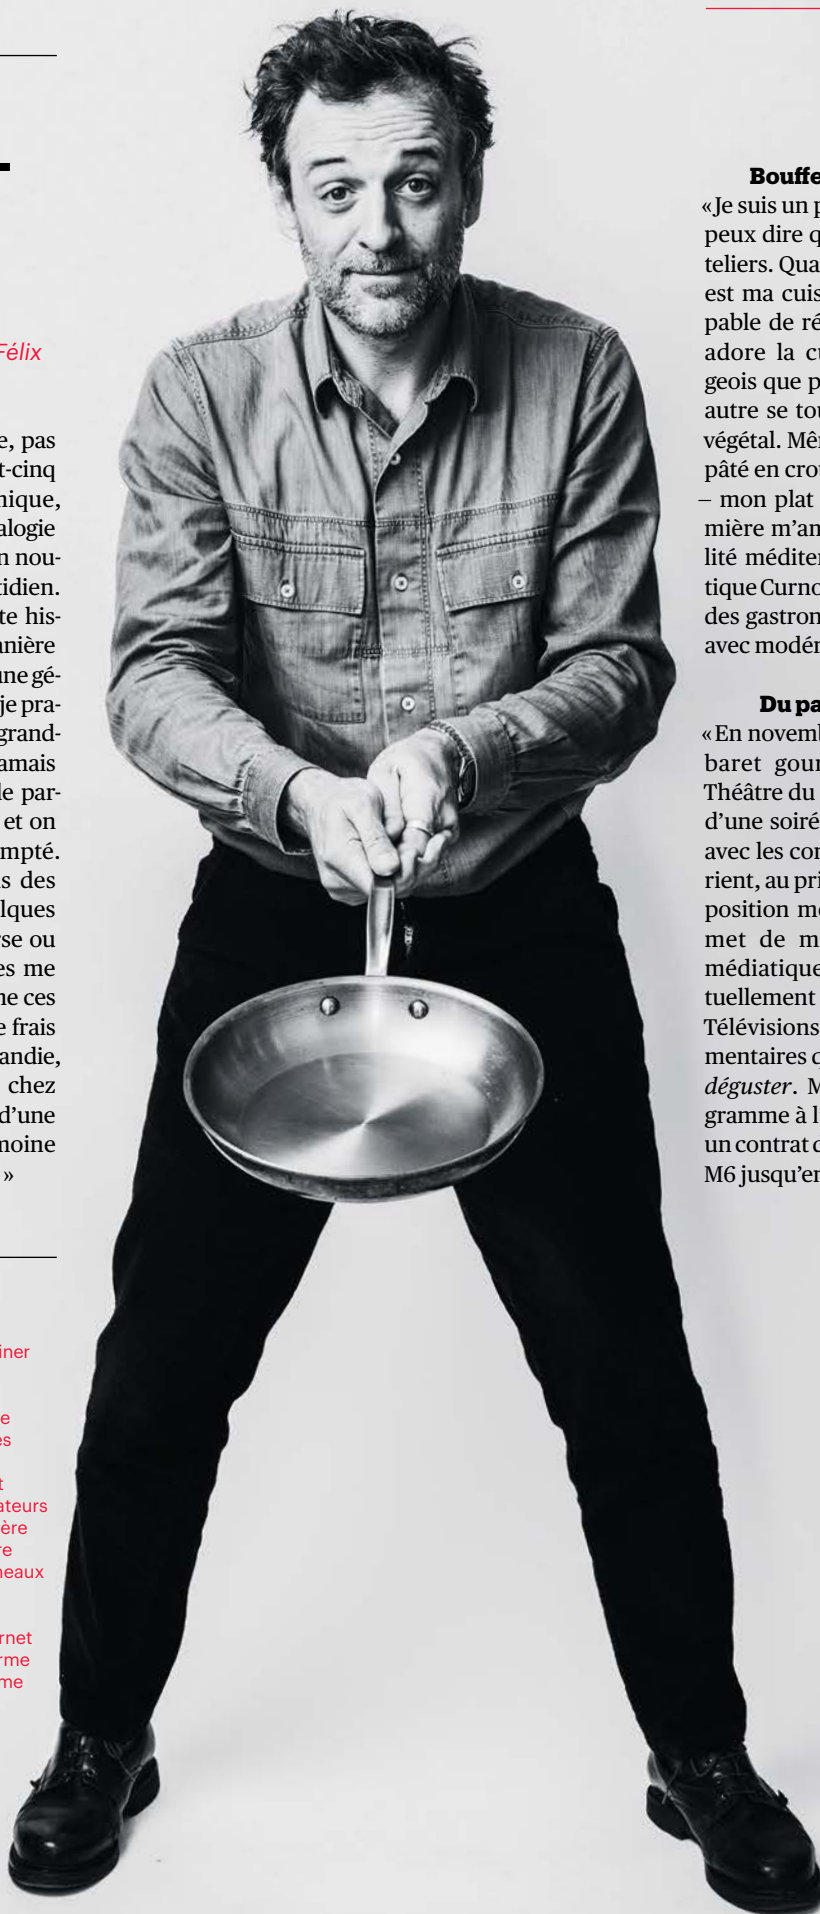 Félix
e, pas
t-cinq
nique,
alogie
n nou-
tidien.
te his-
anière
une gé-
je pra-
grand-
amais
le par-
et on
mpté.
s des
lques
rse ou
es me
ne ces
e frais
andie,
chez
d'une
moine
»
iner
e
es
t
ateurs
ère
re
neaux
rnet
rme
me
Bouffe
«Je suis un p
peux dire q
teliers. Qua
est ma cuis
pable de ré
adore la cu
geois que p
autre se tou
végétal. Mê
pâté en crou
– mon plat
mière m'an
lité méditer
tique Curno
des gastron
avec modér
Du pa
«En novemb
baret gour
Théâtre du
d'une soiré
avec les con
rient, au pri
position me
met de m
médiatique
tuellement
Télévisions
mentaires q
déguster. M
gramme à l'
un contrat d
M6 jusqu'en